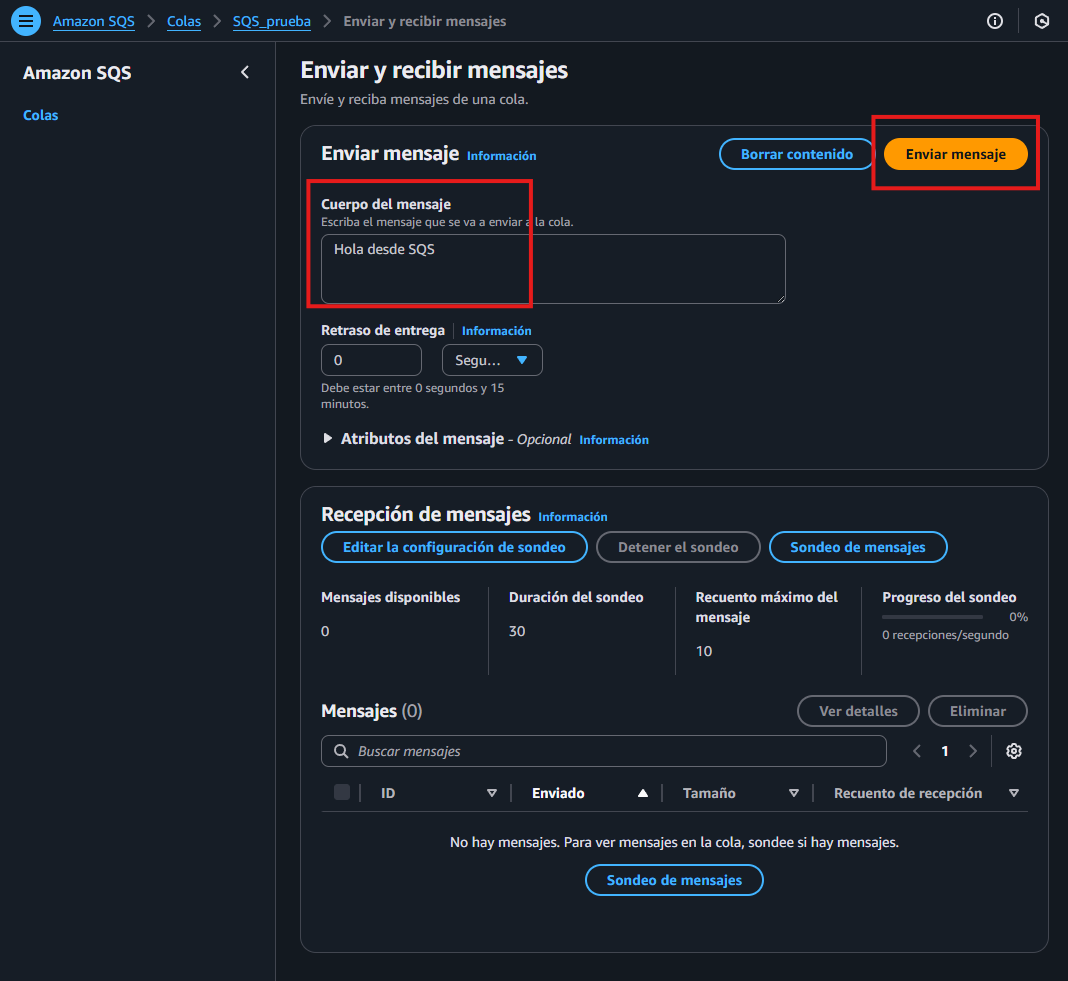 Amazon SQS > Colas > SQS_prueba > Enviar y recibir mensajes
Amazon SQS
Colas
Enviar y recibir mensajes
Envíe y reciba mensajes de una cola.
Enviar mensaje Información
Borrar contenido
Enviar mensaje
Cuerpo del mensaje
Escriba el mensaje que se va a enviar a la cola.
Hola desde SQS
Retraso de entrega Información
0
Segu...
Debe estar entre 0 segundos y 15
minutos.
Atributos del mensaje - Opcional Información
Recepción de mensajes Información
Editar la configuración de sondeo
Detener el sondeo
Sondeo de mensajes
Mensajes disponibles
0
Duración del sondeo
30
Recuento máximo del
mensaje
10
Progreso del sondeo
0%
0 recepciones/segundo
Mensajes (0)
Ver detalles
Eliminar
Buscar mensajes
1
ID
Enviado
Tamaño
Recuento de recepción
No hay mensajes. Para ver mensajes en la cola, sondee si hay mensajes.
Sondeo de mensajes